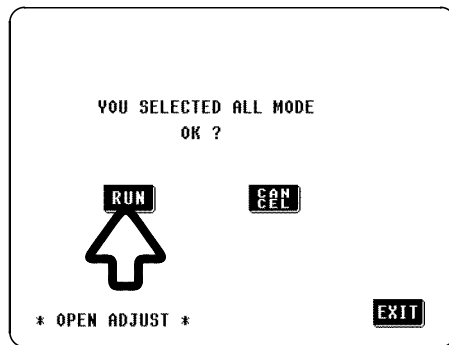 YOU SELECTED ALL MODE
OK ?
RUN
CAN
CEL
* OPEN ADJUST *
EXIT